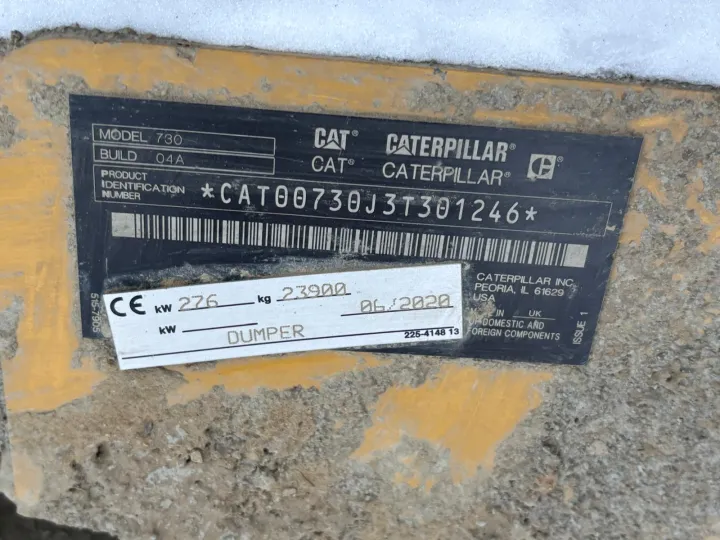 MODEL 730
BUILD 04A
CAT CATERPILLAR
CAT® CATERPILLAR® C
PRODUCT
IDENTIFICATION
NUMBER
*CAT00730J3T301246*
CATERPILLAR INC.
PEORIA, IL 61629
USA
IN UK
DOMESTIC AND
FOREIGN COMPONENTS
ISSUE 1
CE kW 276 kg 23900 06/2020
kW
DUMPER
225-4148 13